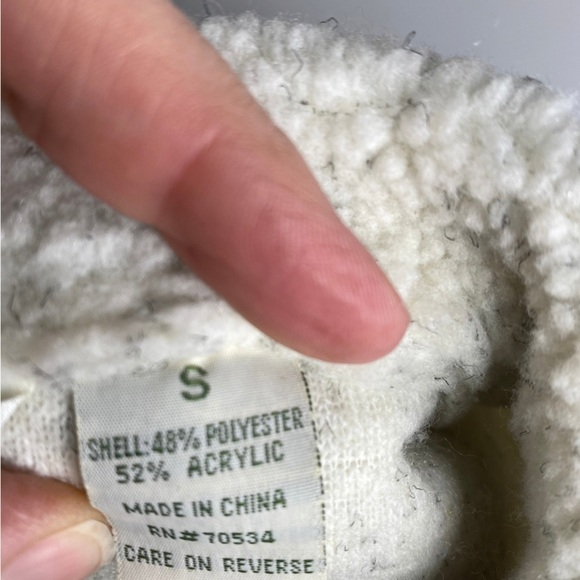 S
SHELL: 48% POLYESTER
52% ACRYLIC
MADE IN CHINA
RN# 70534
CARE ON REVERSE